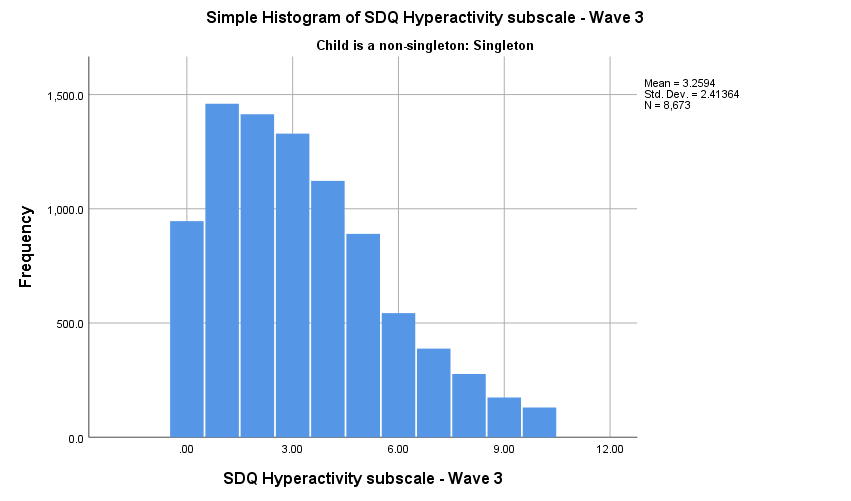 Simple Histogram of SDQ Hyperactivity subscale - Wave 3
Child is a non-singleton: Singleton
Mean = 3.2594
Std. Dev. = 2.41364
N = 8,673
Frequency
1,500.0
1,000.0
500.0
0.0
.00 3.00 6.00 9.00 12.00
SDQ Hyperactivity subscale - Wave 3